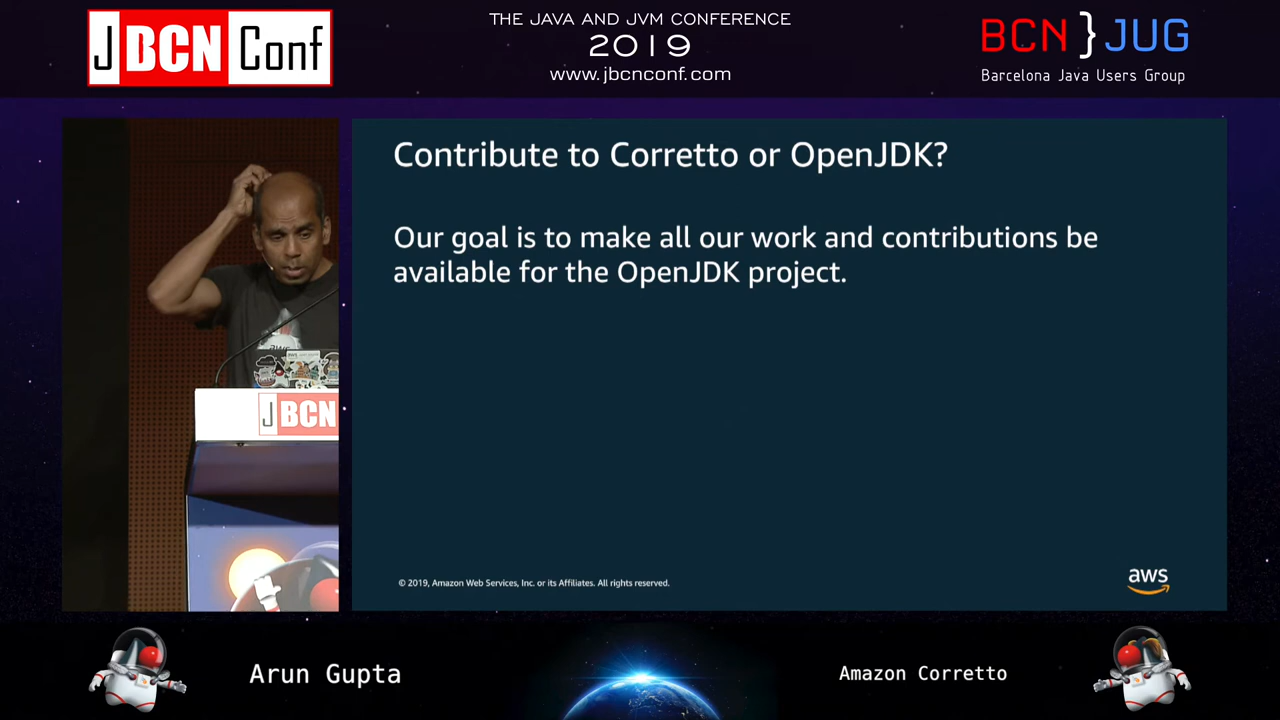 JBCNConf
THE JAVA AND JVM CONFERENCE
2019
www.jbcnconf.com
BCN}JUG
Barcelona Java Users Group
Contribute to Corretto or OpenJDK?
Our goal is to make all our work and contributions be
available for the OpenJDK project.
aws
JBCN
© 2019, Amazon Web Services, Inc. or its Affiliates. All rights reserved.
aws
Arun Gupta
Amazon Corretto